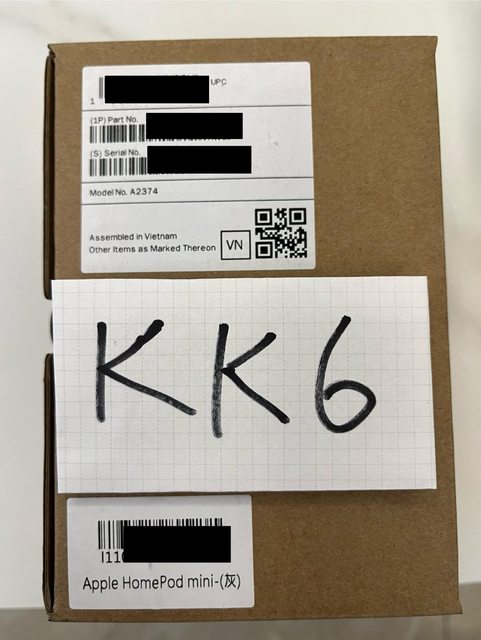 UPC
1
(1P) Part No.
(S) Serial No.
Model No. A2374
Assembled in Vietnam
Other Items as Marked Thereon
VN
KK6
Apple HomePod mini-(灰)